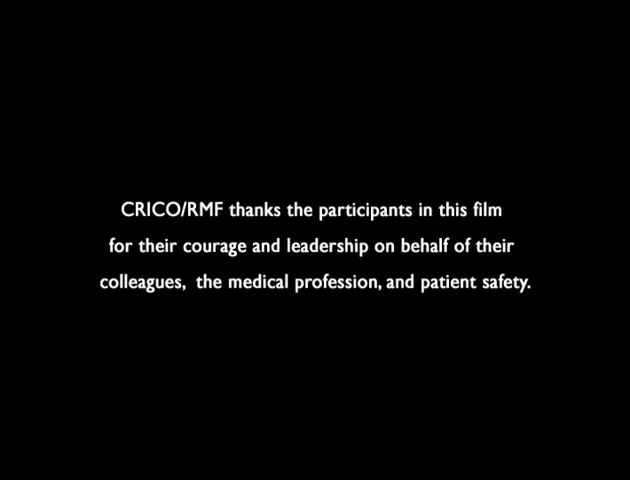 CRICO/RMF thanks the participants in this film
for their courage and leadership on behalf of their
colleagues,  the medical profession, and patient safety.